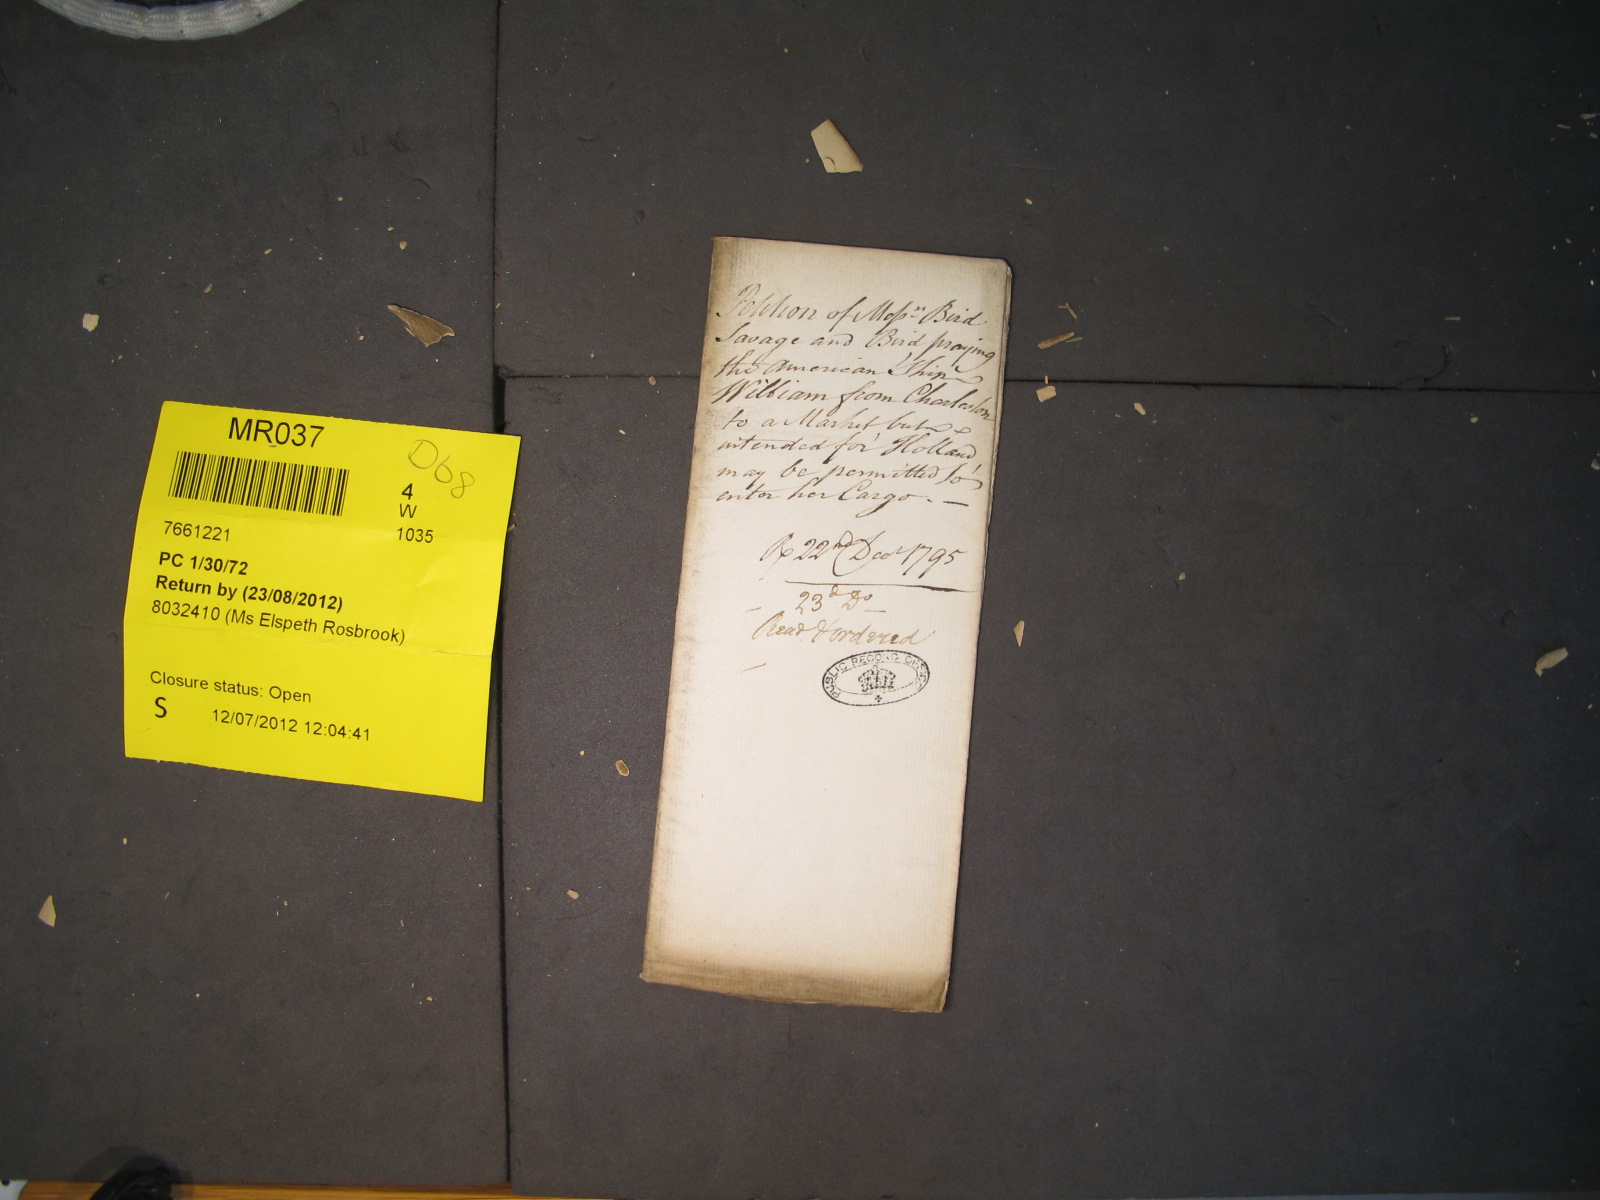 MR037
D68
4
W
7661221
1035
PC 1/30/72
Return by (23/08/2012)
8032410 (Ms Elspeth Rosbrook)
Closure status: Open
S
12/07/2012 12:04:41
Petition of Messrs Bird
Savage and Bird praying
the American Ship
William from Charleston
to a Market but
intended for Holland
may be permitted to
enter her Cargo. —
Rx 22nd Decr 1795
23d Do
Read & ordered
PUBLIC RECORD OFFICE